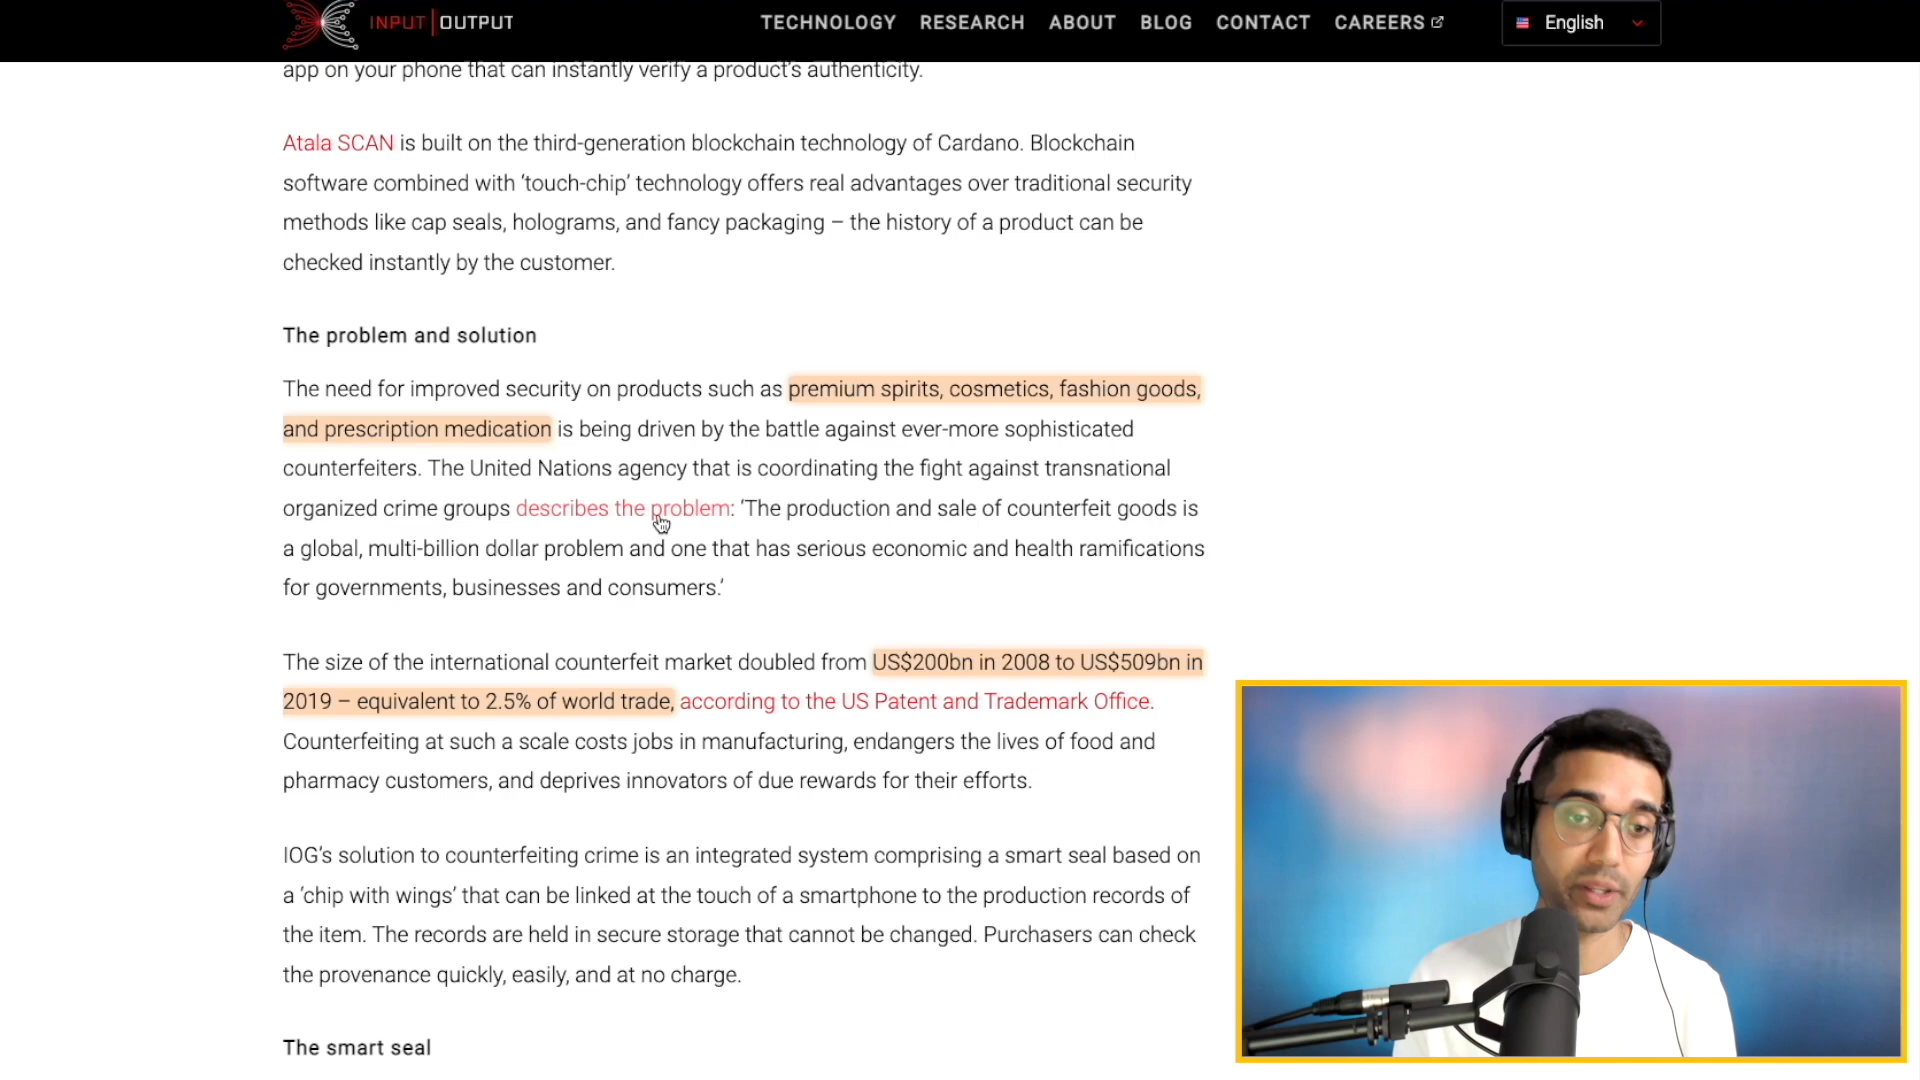 INPUT|OUTPUT
TECHNOLOGY RESEARCH ABOUT BLOG CONTACT CAREERS English
app on your phone that can instantly verify a product's authenticity.
Atala SCAN is built on the third-generation blockchain technology of Cardano. Blockchain
software combined with ‘touch-chip’ technology offers real advantages over traditional security
methods like cap seals, holograms, and fancy packaging – the history of a product can be
checked instantly by the customer.
The problem and solution
The need for improved security on products such as premium spirits, cosmetics, fashion goods,
and prescription medication is being driven by the battle against ever-more sophisticated
counterfeiters. The United Nations agency that is coordinating the fight against transnational
organized crime groups describes the problem: ‘The production and sale of counterfeit goods is
a global, multi-billion dollar problem and one that has serious economic and health ramifications
for governments, businesses and consumers.’
The size of the international counterfeit market doubled from US$200bn in 2008 to US$509bn in
2019 – equivalent to 2.5% of world trade, according to the US Patent and Trademark Office.
Counterfeiting at such a scale costs jobs in manufacturing, endangers the lives of food and
pharmacy customers, and deprives innovators of due rewards for their efforts.
IOG’s solution to counterfeiting crime is an integrated system comprising a smart seal based on
a ‘chip with wings’ that can be linked at the touch of a smartphone to the production records of
the item. The records are held in secure storage that cannot be changed. Purchasers can check
the provenance quickly, easily, and at no charge.
The smart seal